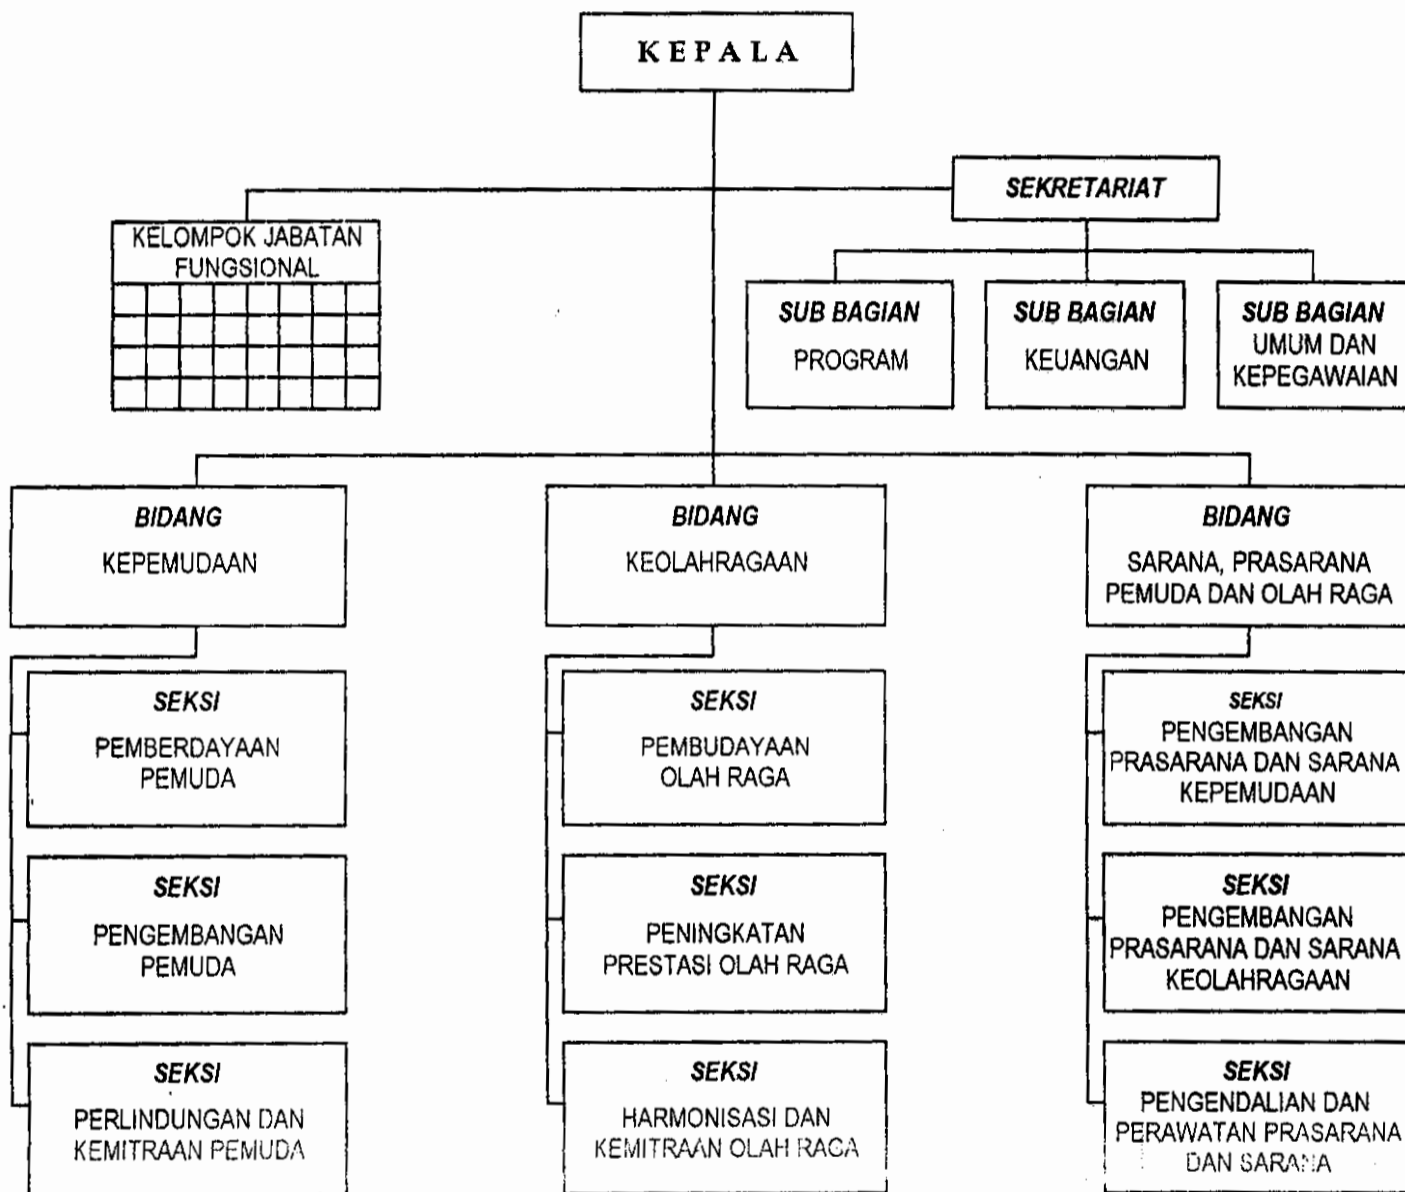 KEPALA
SEKRETARIAT
KELOMPOK JABATAN
FUNGSIONAL
SUB BAGIAN
PROGRAM
SUB BAGIAN
KEUANGAN
SUB BAGIAN
UMUM DAN
KEPEGAWAIAN
BIDANG
KEPEMUDAAN
BIDANG
KEOLAHRAGAAN
BIDANG
SARANA, PRASARANA
PEMUDA DAN OLAH RAGA
SEKSI
PEMBERDAYAAN
PEMUDA
SEKSI
PEMBUDAYAAN
OLAH RAGA
SEKSI
PENGEMBANGAN
PRASARANA DAN SARANA
KEPEMUDAAN
SEKSI
PENGEMBANGAN
PEMUDA
SEKSI
PENINGKATAN
PRESTASI OLAH RAGA
SEKSI
PENGEMBANGAN
PRASARANA DAN SARANA
KEOLAHRAGAAN
SEKSI
PERLINDUNGAN DAN
KEMITRAAN PEMUDA
SEKSI
HARMONISASI DAN
KEMITRAAN OLAH RAGA
SEKSI
PENGENDALIAN DAN
PERAWATAN PRASARANA
DAN SARANA